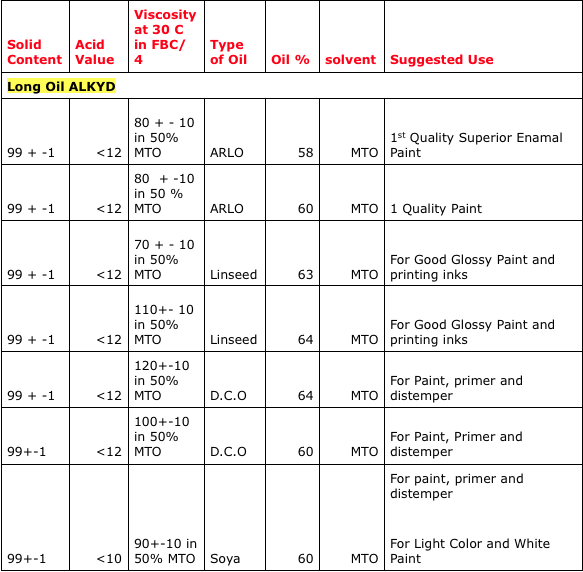 Solid Content	Acid Value	Viscosity at 30 C in FBC/ 4	Type of Oil	Oil %	solvent	Suggested Use
Long Oil ALKYD
99 + -1	<12	80 + - 10 in 50% MTO	ARLO	58	MTO	1st Quality Superior Enamal Paint
99 + -1	<12	80 + -10 in 50 % MTO	ARLO	60	MTO	1 Quality Paint
99 + -1	<12	70 + - 10 in 50% MTO	Linseed	63	MTO	For Good Glossy Paint and printing inks
99 + -1	<12	110+- 10 in 50% MTO	Linseed	64	MTO	For Good Glossy Paint and printing inks
99 + -1	<12	120+-10 in 50% MTO	D.C.O	64	MTO	For Paint, primer and distemper
99+-1	<12	100+-10 in 50% MTO	D.C.O	60	MTO	For Paint, Primer and distemper
99+-1	<10	90+-10 in 50% MTO	Soya	60	MTO	For paint, primer and distemper For Light Color and White Paint